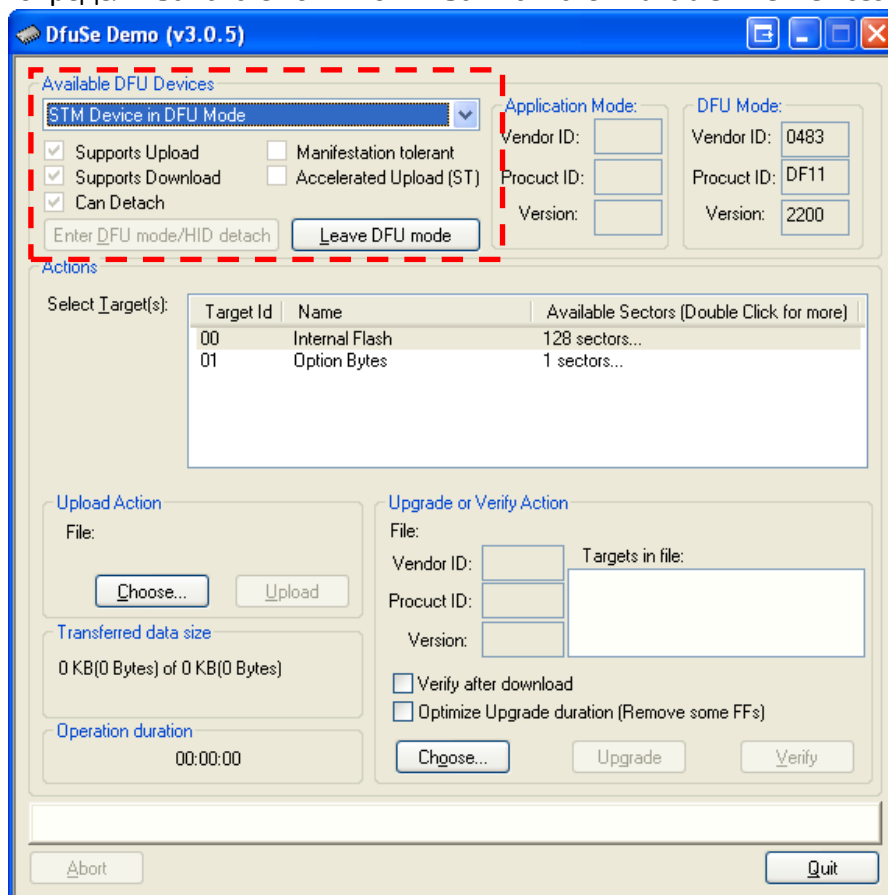 DfuSe Demo (v3.0.5)
Available DFU Devices
STM Device in DFU Mode
Supports Upload
Manifestation tolerant
Supports Download
Accelerated Upload (ST)
Can Detach
Enter DFU mode/HID detach
Leave DFU mode
Application Mode:
Vendor ID:
Procuct ID:
Version:
DFU Mode:
Vendor ID: 0483
Procuct ID: DF11
Version: 2200
Actions
Select Target(s):
Target Id Name Available Sectors (Double Click for more)
00 Internal Flash 128 sectors...
01 Option Bytes 1 sectors...
Upload Action
File:
Choose...
Upload
Transferred data size
0 KB(0 Bytes) of 0 KB(0 Bytes)
Operation duration
00:00:00
Upgrade or Verify Action
File:
Vendor ID:
Procuct ID:
Version:
Targets in file:
Verify after download
Optimize Upgrade duration (Remove some FFs)
Choose...
Upgrade
Verify
Abort
Quit